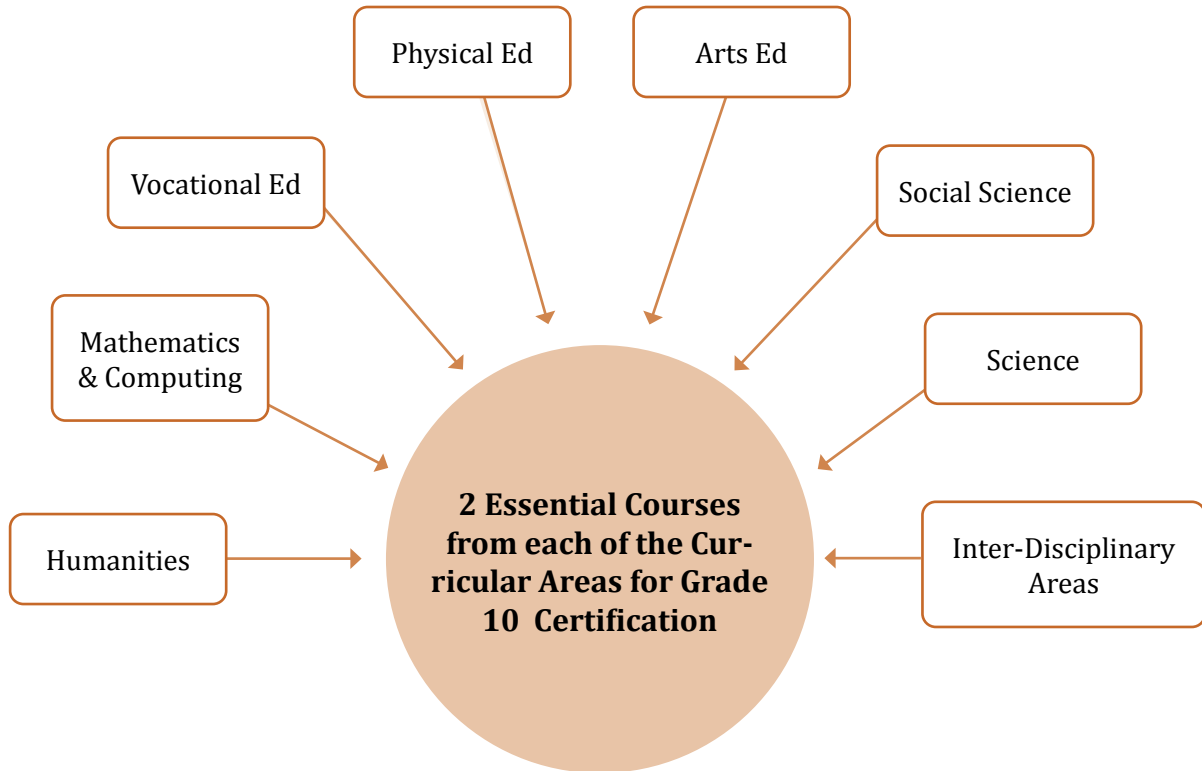 Physical Ed
Arts Ed
Vocational Ed
Social Science
Mathematics
& Computing
Science
Humanities
2 Essential Courses
from each of the Cur-
ricular Areas for Grade
10  Certification
Inter-Disciplinary
Areas